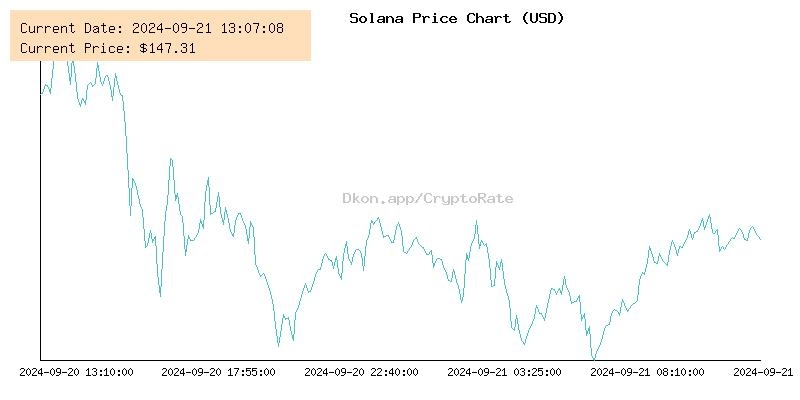 Solana Price Chart (USD)
Current Date: 2024-09-21 13:07:08
Current Price: $147.31
Dkon.app/CryptoRate
2024-09-20 13:10:00 2024-09-20 17:55:00 2024-09-20 22:40:00 2024-09-21 03:25:00 2024-09-21 08:10:00 2024-09-21